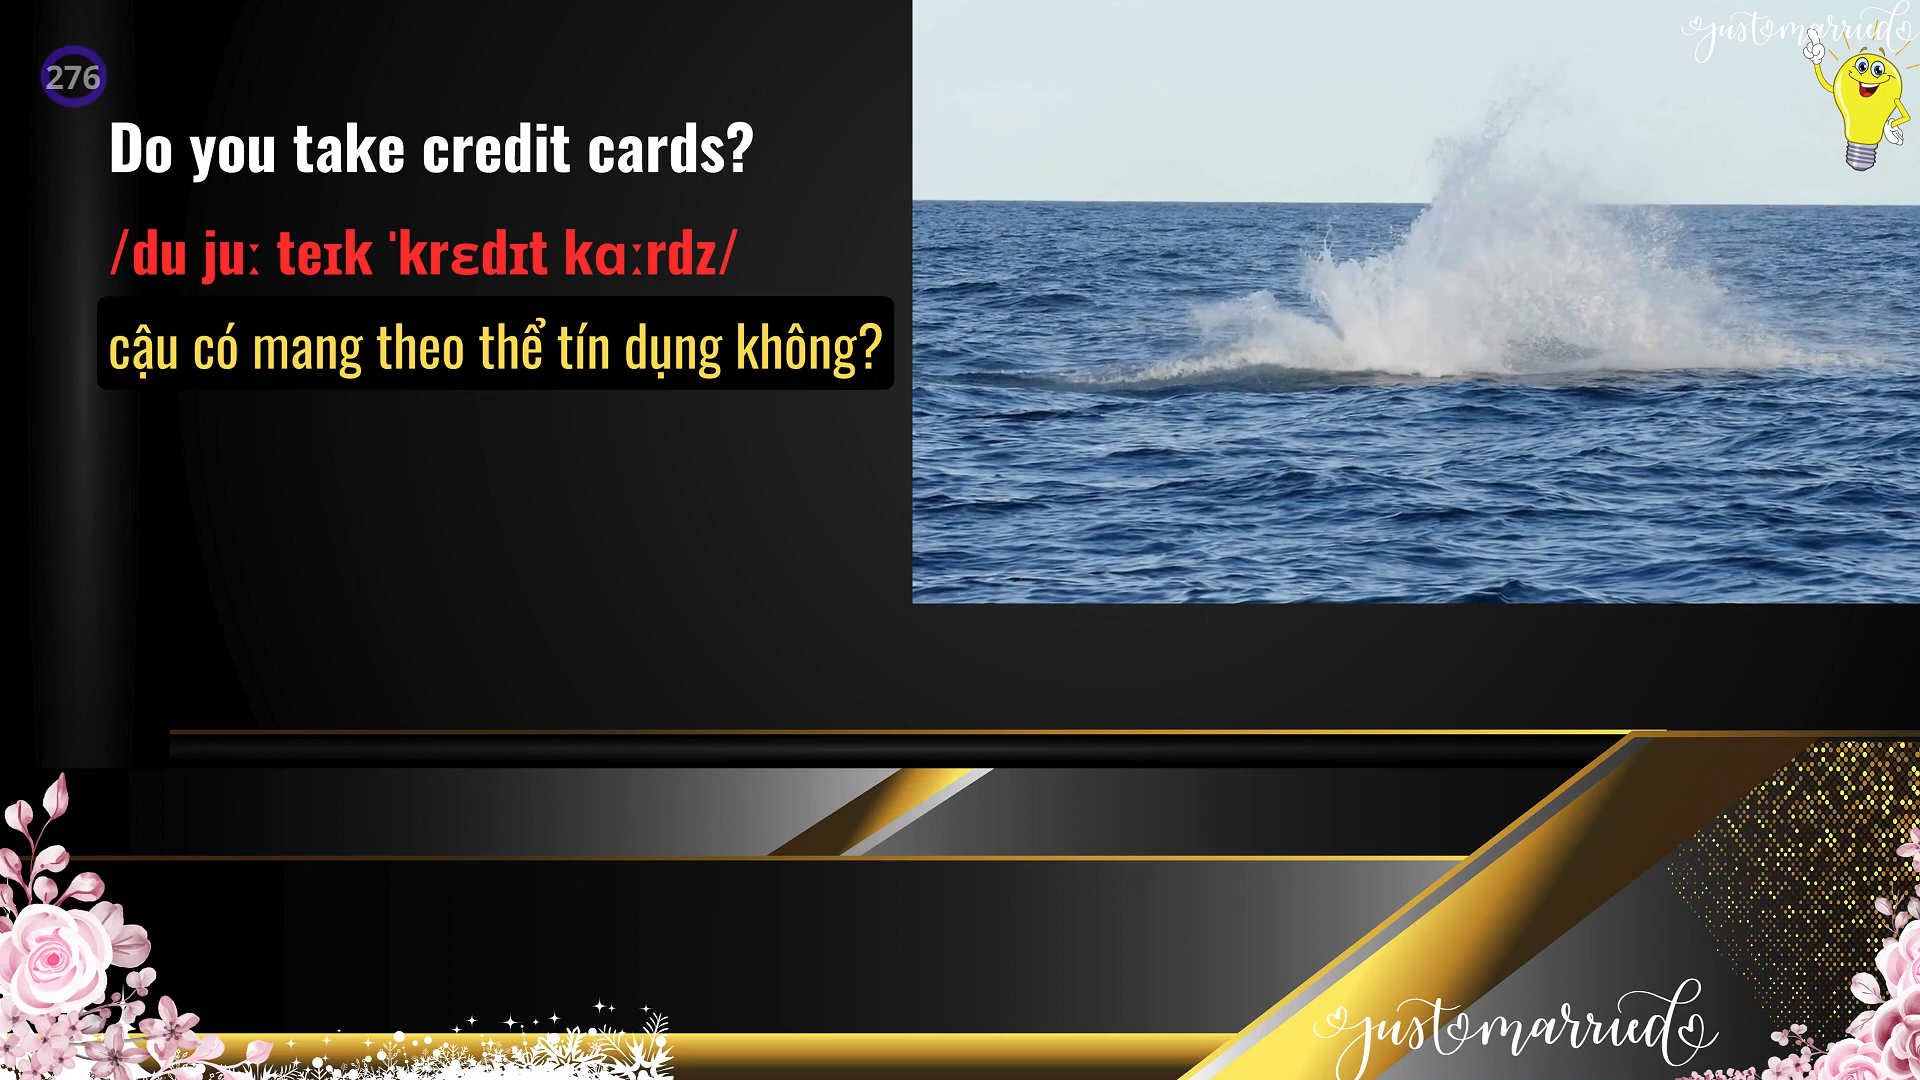 justmarried
276
Do you take credit cards?
/du juː teɪk ˈkrɛdɪt kɑːrdz/
cậu có mang theo thể tín dụng không?
justmarried